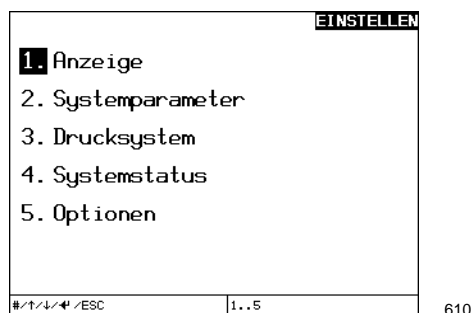 EINSTELLEN
1. Anzeige
2. Systemparameter
3. Drucksystem
4. Systemstatus
5. Optionen
#/↑/↓/↵/ESC 1..5
610